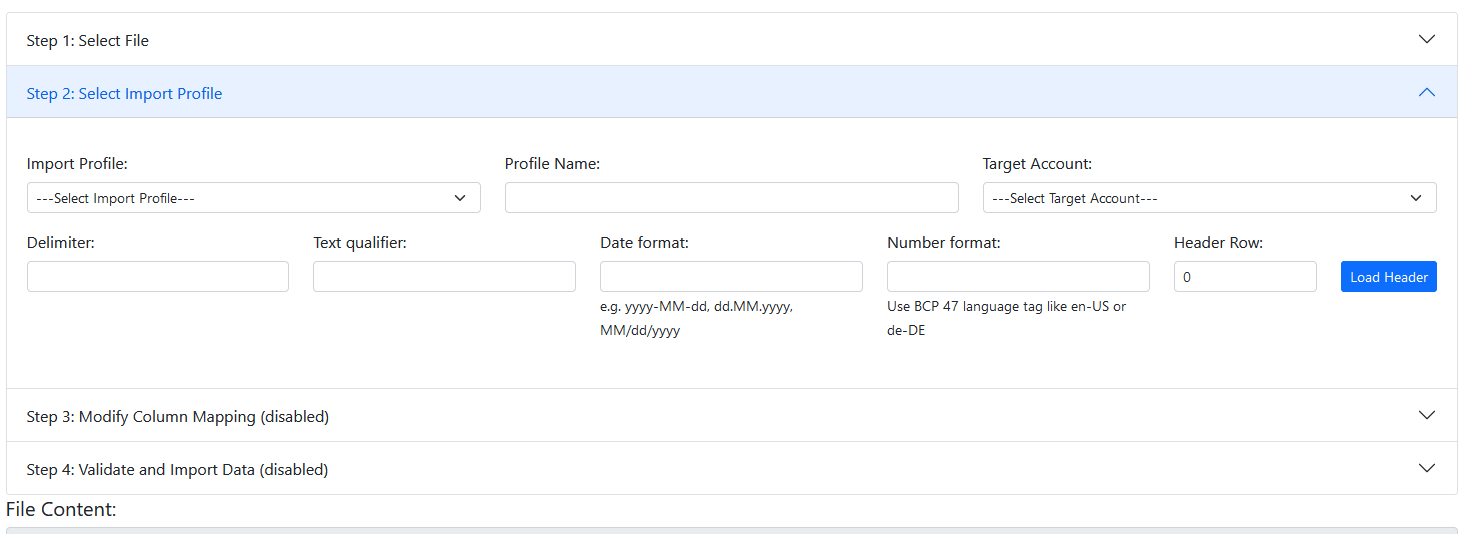 Step 1: Select File
Step 2: Select Import Profile
Import Profile:
Profile Name:
Target Account:
---Select Import Profile---
---Select Target Account---
Delimiter:
Text qualifier:
Date format:
Number format:
Header Row:
0
Load Header
e.g. yyyy-MM-dd, dd.MM.yyyy,
MM/dd/yyyy
Use BCP 47 language tag like en-US or
de-DE
Step 3: Modify Column Mapping (disabled)
Step 4: Validate and Import Data (disabled)
File Content: